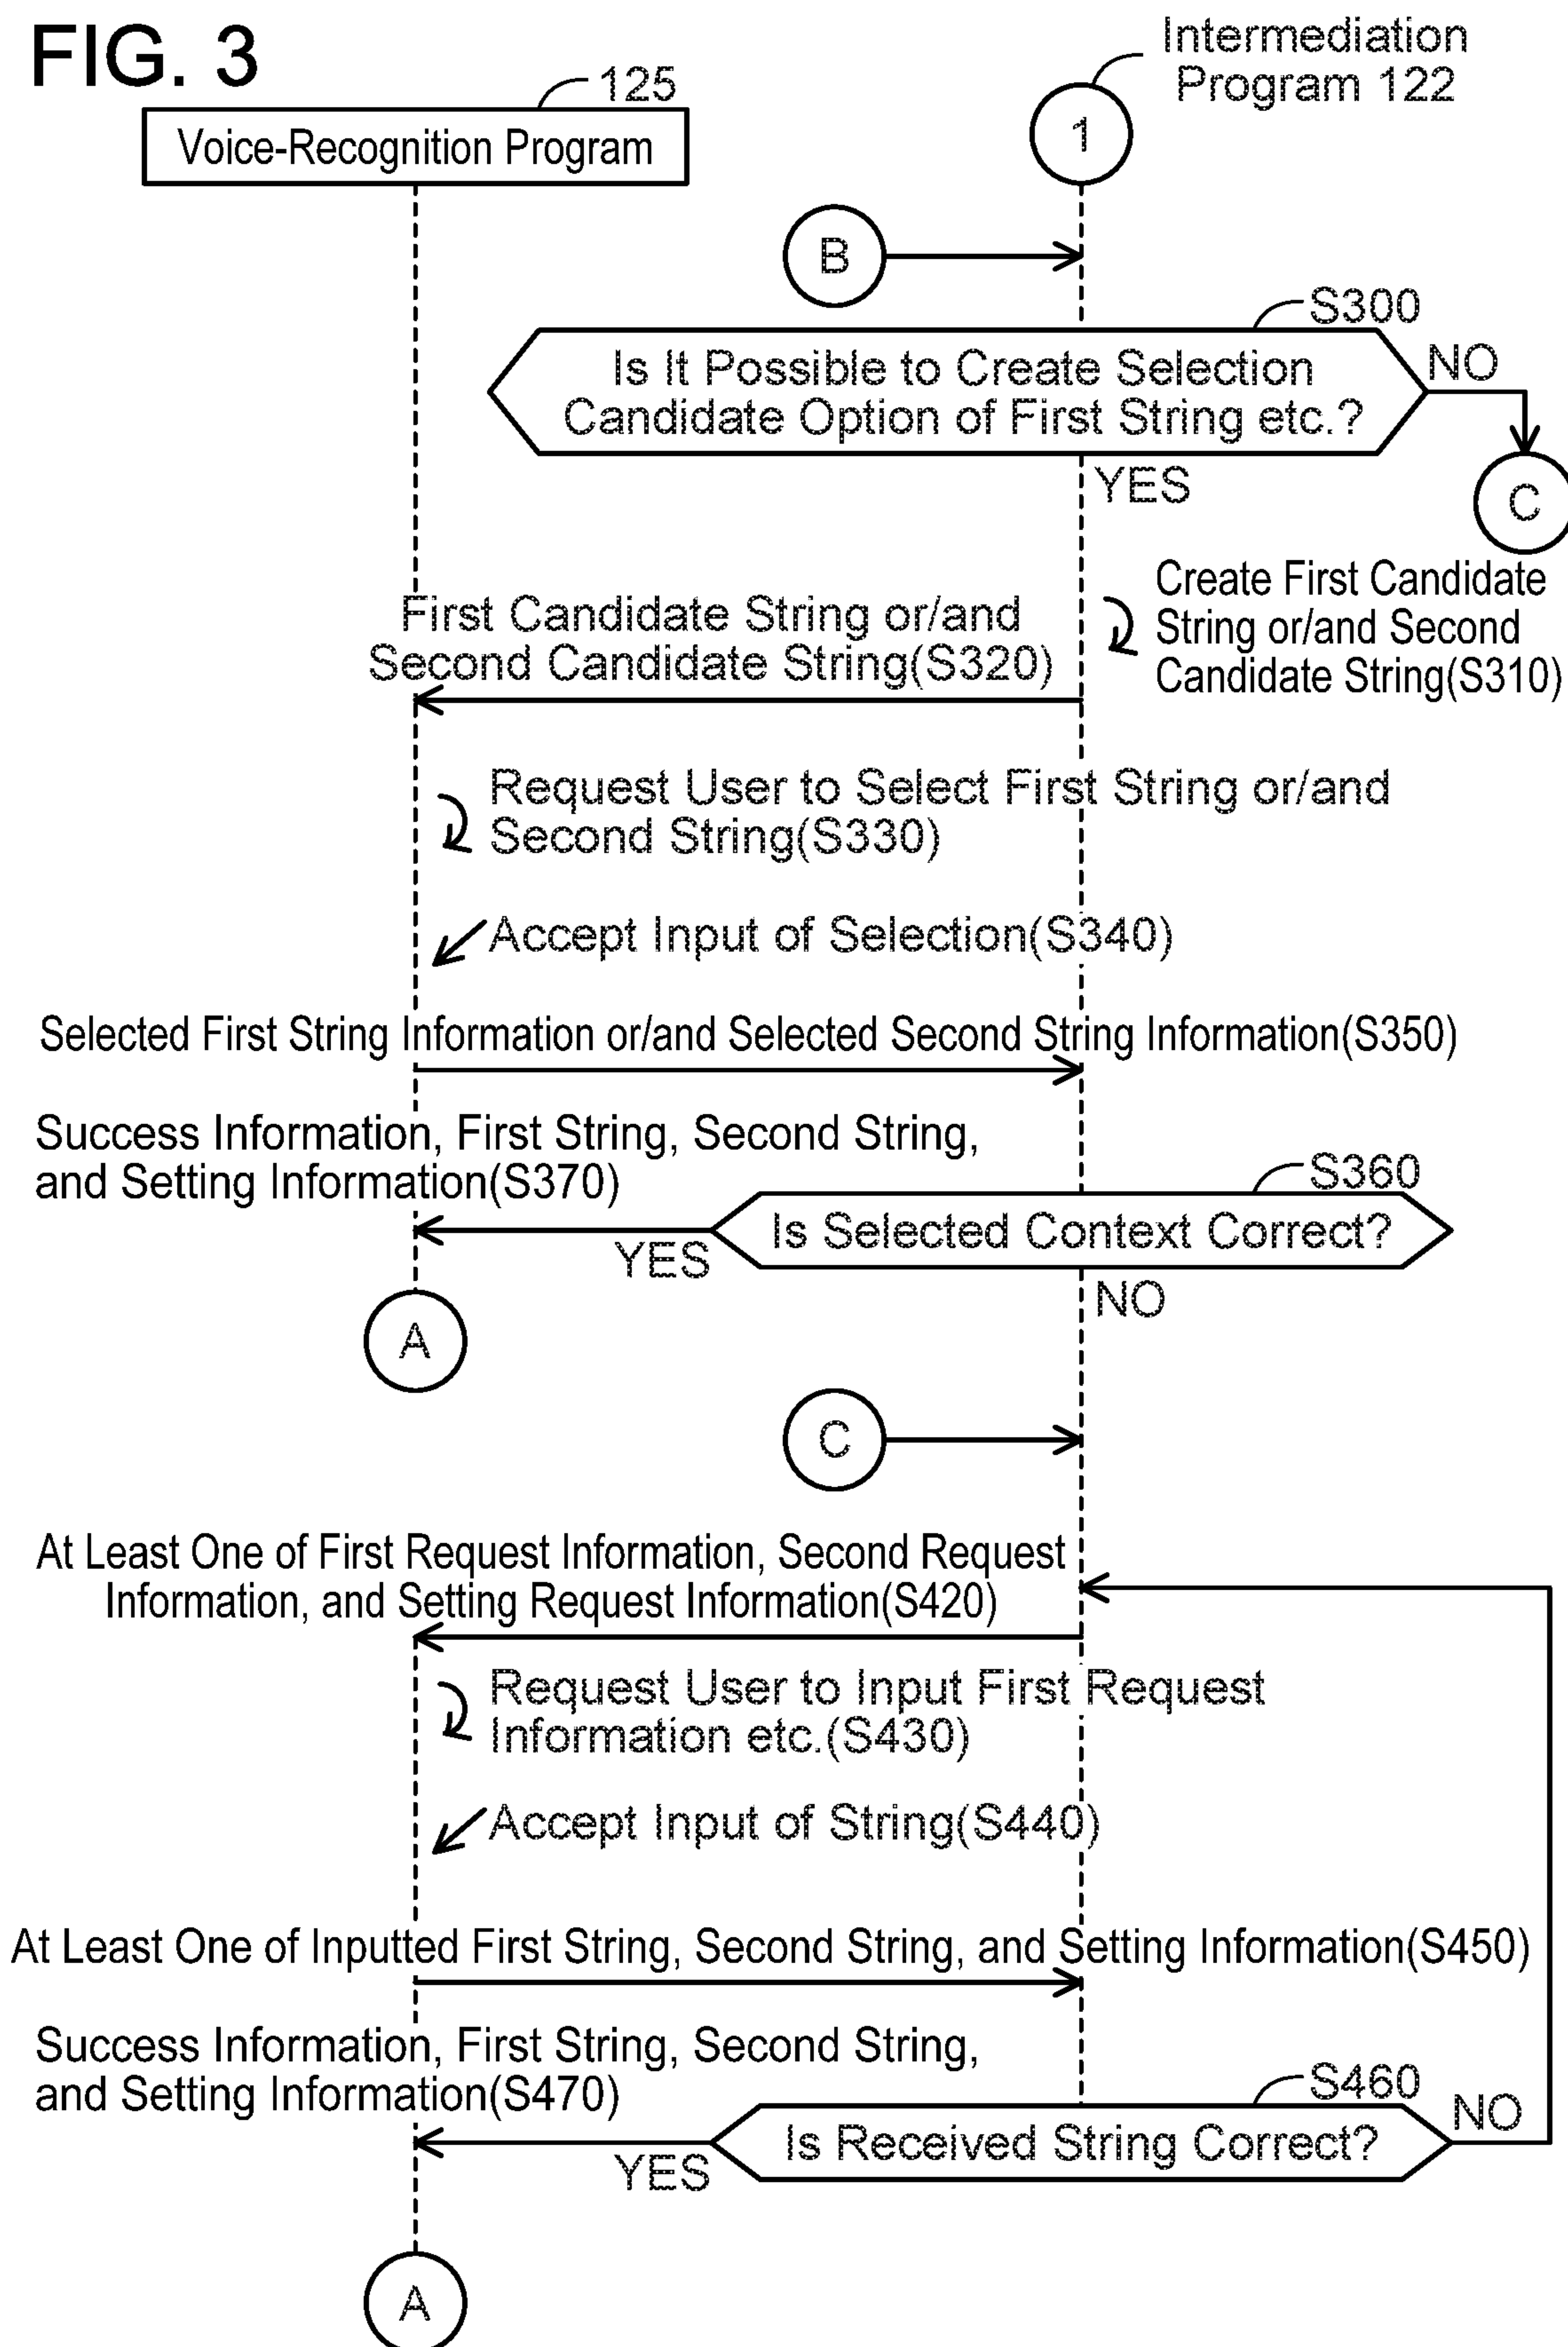 FIG. 3
Intermediation
Program 122
125
Voice-Recognition Program
1
B
S300
Is It Possible to Create Selection
Candidate Option of First String etc.?
NO
YES
C
Create First Candidate
String or/and Second
Candidate String(S310)
First Candidate String or/and
Second Candidate String(S320)
Request User to Select First String or/and
Second String(S330)
Accept Input of Selection(S340)
Selected First String Information or/and Selected Second String Information(S350)
Success Information, First String, Second String,
and Setting Information(S370)
S360
Is Selected Context Correct?
YES
NO
A
C
At Least One of First Request Information, Second Request
Information, and Setting Request Information(S420)
Request User to Input First Request
Information etc.(S430)
Accept Input of String(S440)
At Least One of Inputted First String, Second String, and Setting Information(S450)
Success Information, First String, Second String,
and Setting Information(S470)
S460
Is Received String Correct?
NO
YES
A